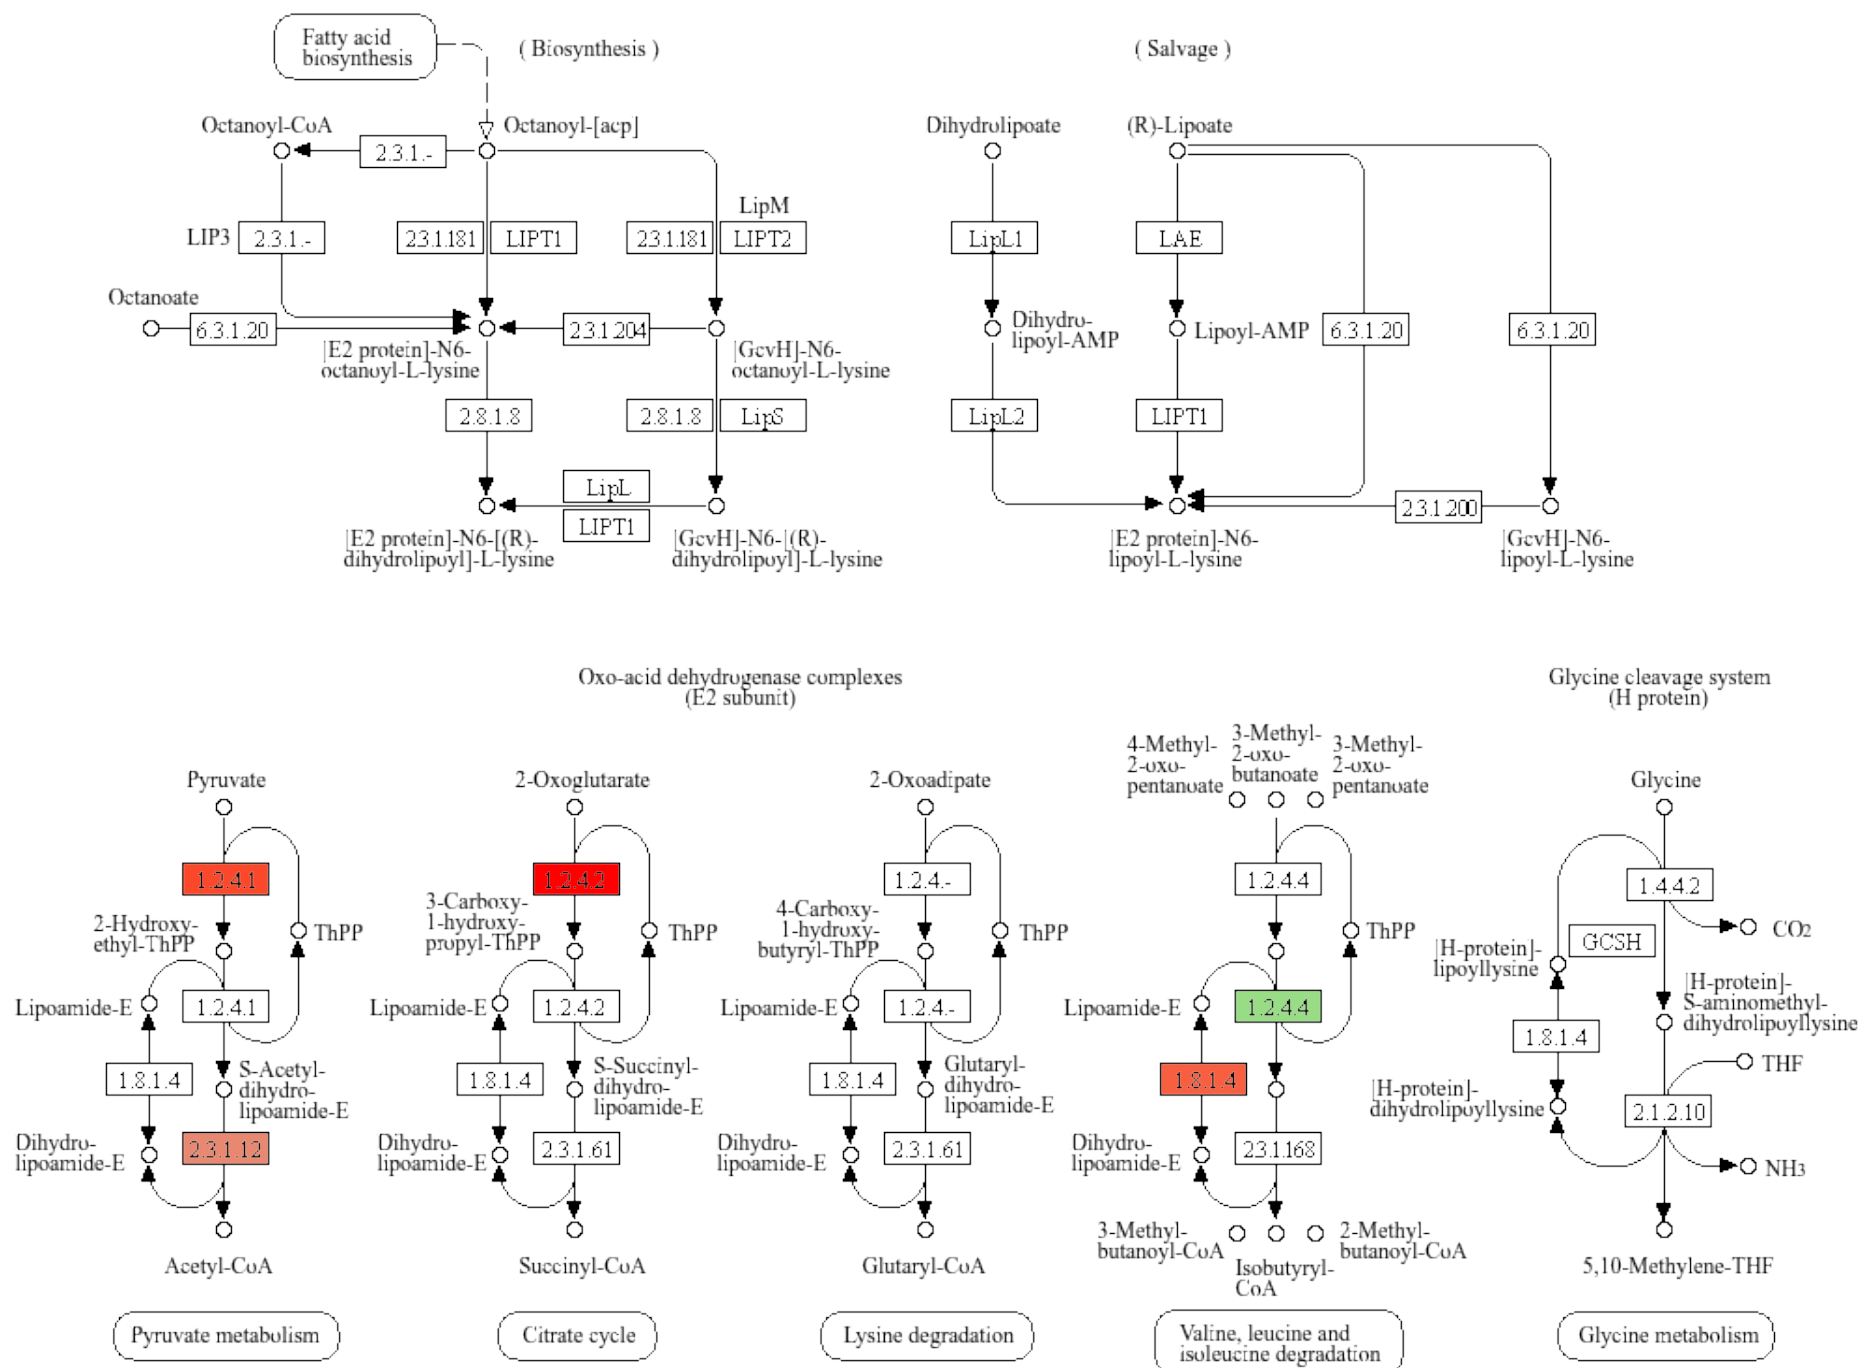 Fatty acid
biosynthesis
( Biosynthesis )
( Salvage )
Octanoyl-CoA
Octanoyl-[acp]
Dihydrolipoate
(R)-Lipoate
2.3.1.-
LipM
LIP3
2.3.1.-
2.3.1.181
LIPT1
2.3.1.181
LIPT2
LipL1
LAE
Octanoate
6.3.1.20
2.3.1.204
Dihydro-
lipoyl-AMP
Lipoyl-AMP
6.3.1.20
6.3.1.20
[E2 protein]-N6-
octanoyl-L-lysine
[GcvH]-N6-
octanoyl-L-lysine
2.8.1.8
2.8.1.8
LipS
LipL2
LIPT1
LipL
LIPT1
2.3.1.200
[E2 protein]-N6-[(R)-
dihydrolipoyl]-L-lysine
[GcvH]-N6-[(R)-
dihydrolipoyl]-L-lysine
[E2 protein]-N6-
lipoyl-L-lysine
[GcvH]-N6-
lipoyl-L-lysine
Oxo-acid dehydrogenase complexes
(E2 subunit)
Glycine cleavage system
(H protein)
Pyruvate
1.2.4.1
2-Hydroxy-
ethyl-ThPP
ThPP
Lipoamide-E
1.2.4.1
1.8.1.4
S-Acetyl-
dihydro-
lipoamide-E
Dihydro-
lipoamide-E
2.3.1.12
Acetyl-CoA
Pyruvate metabolism
2-Oxoglutarate
1.2.4.2
3-Carboxy-
1-hydroxy-
propyl-ThPP
ThPP
Lipoamide-E
1.2.4.2
1.8.1.4
S-Succinyl-
dihydro-
lipoamide-E
Dihydro-
lipoamide-E
2.3.1.61
Succinyl-CoA
Citrate cycle
2-Oxoadipate
1.2.4.-
4-Carboxy-
1-hydroxy-
butyryl-ThPP
ThPP
Lipoamide-E
1.2.4.-
1.8.1.4
Glutaryl-
dihydro-
lipoamide-E
Dihydro-
lipoamide-E
2.3.1.61
Glutaryl-CoA
Lysine degradation
4-Methyl-
2-oxo-
pentanoate
3-Methyl-
2-oxo-
butanoate
3-Methyl-
2-oxo-
pentanoate
1.2.4.4
ThPP
Lipoamide-E
1.2.4.4
1.8.1.4
Dihydro-
lipoamide-E
2.3.1.168
3-Methyl-
butanoyl-CoA
Isobutyryl-
CoA
2-Methyl-
butanoyl-CoA
Valine, leucine and
isoleucine degradation
Glycine
1.4.4.2
CO2
GCSH
[H-protein]-
lipoyllysine
[H-protein]-
S-aminomethyl-
dihydrolipoyllysine
1.8.1.4
THF
[H-protein]-
dihydrolipoyllysine
2.1.2.10
NH3
5,10-Methylene-THF
Glycine metabolism